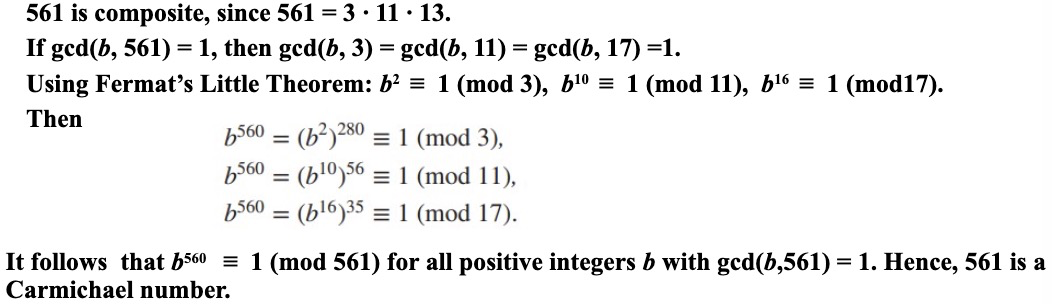 561 is composite, since 561 = 3 · 11 · 13.
If gcd(b, 561) = 1, then gcd(b, 3) = gcd(b, 11) = gcd(b, 17) =1.
Using Fermat’s Little Theorem: b² ≡ 1 (mod 3), b¹⁰ ≡ 1 (mod 11), b¹⁶ ≡ 1 (mod17).
Then
b⁵⁶⁰ = (b²)²⁸⁰ ≡ 1 (mod 3),
b⁵⁶⁰ = (b¹⁰)⁵⁶ ≡ 1 (mod 11),
b⁵⁶⁰ = (b¹⁶)³⁵ ≡ 1 (mod 17).
It follows that b⁵⁶⁰ ≡ 1 (mod 561) for all positive integers b with gcd(b,561) = 1. Hence, 561 is a
Carmichael number.